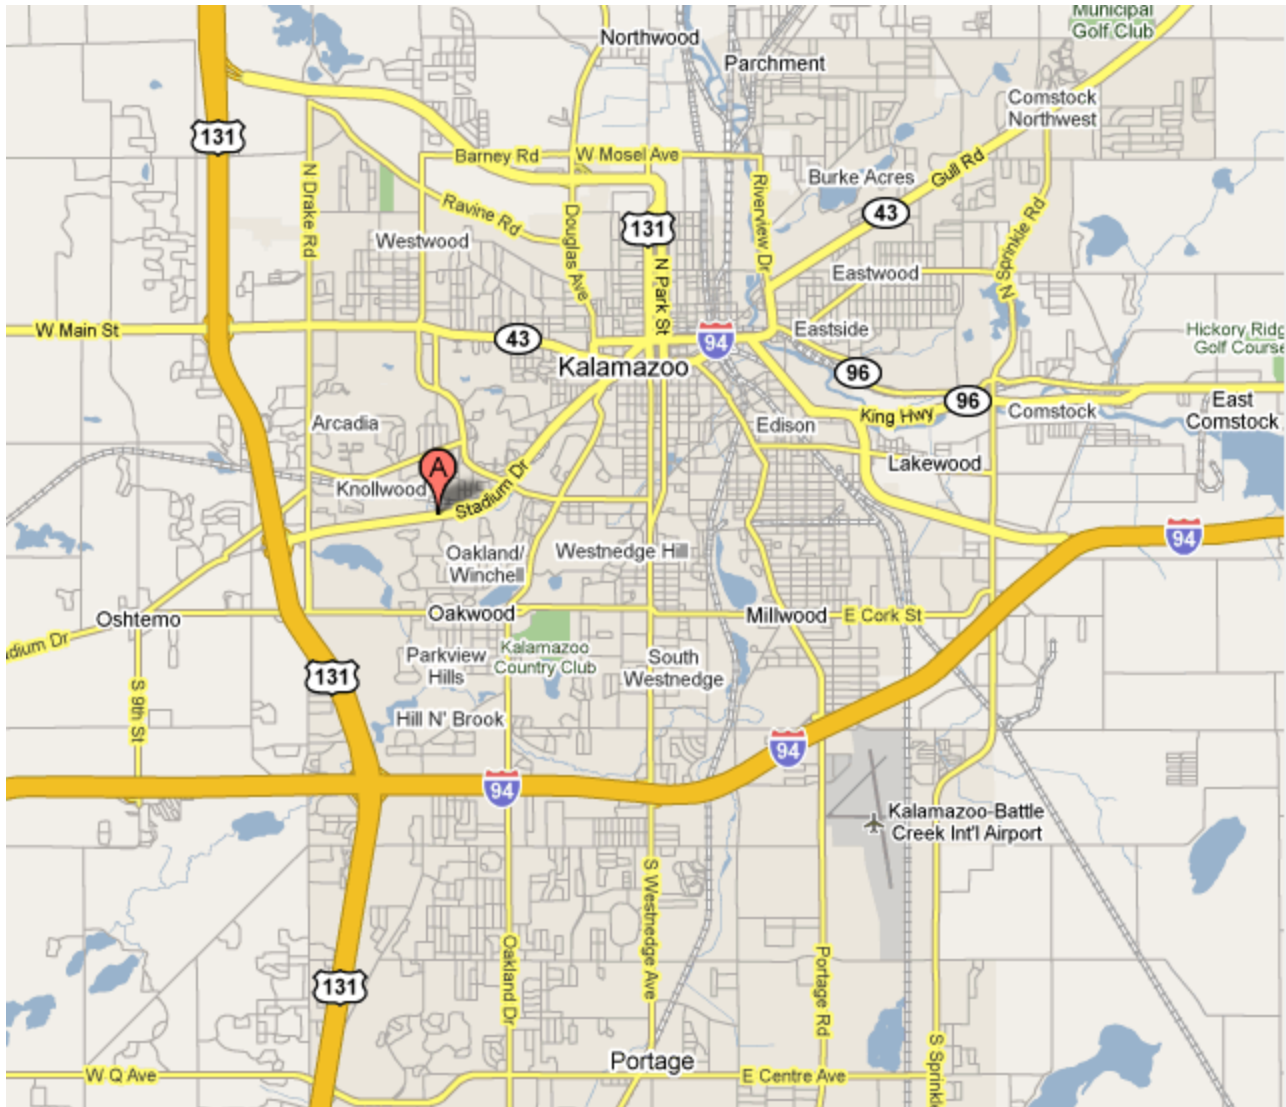 Municipal
Golf Club
Northwood
Parchment
Comstock
Northwest
131
Barney Rd
W Mosel Ave
N Drake Rd
Ravine Rd
Douglas Ave
Riverview Dr
Burke Acres
Gull Rd
43
Westwood
131
N Park St
Eastwood
N Sprinkle Rd
W Main St
43
94
Eastside
Hickory Ridg
Golf Course
Kalamazoo
96
96
East
Comstock
King Hwy
Comstock
Arcadia
Edison
Lakewood
A
Knollwood
Stadium Dr
94
Oakland/
Winchell
Westnedge Hill
Oshtemo
Oakwood
Millwood
E Cork St
adium Dr
Kalamazoo
Country Club
Parkview
Hills
South
Westnedge
131
S 9th St
Hill N' Brook
94
94
Kalamazoo-Battle
Creek Int'l Airport
S Westnedge Ave
Oakland Dr
Portage Rd
131
S Sprinkl
Portage
W Q Ave
E Centre Ave